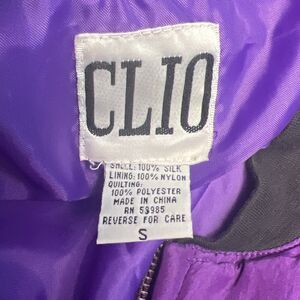 CLIO
SHELL: 100% SILK
LINING: 100% NYLON
QUILTING:
100% POLYESTER
MADE IN CHINA
RN 53985
REVERSE FOR CARE
S